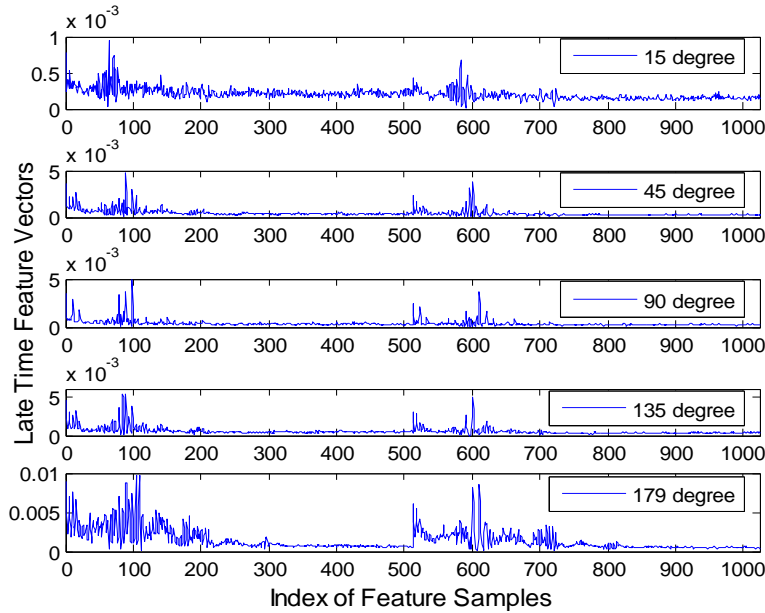 x 10^-3
1
0.5
0
15 degree
0 100 200 300 400 500 600 700 800 900 1000
x 10^-3
5
0
45 degree
0 100 200 300 400 500 600 700 800 900 1000
x 10^-3
5
0
90 degree
0 100 200 300 400 500 600 700 800 900 1000
x 10^-3
5
0
135 degree
0 100 200 300 400 500 600 700 800 900 1000
0.01
0.005
0
179 degree
0 100 200 300 400 500 600 700 800 900 1000
Late Time Feature Vectors
Index of Feature Samples